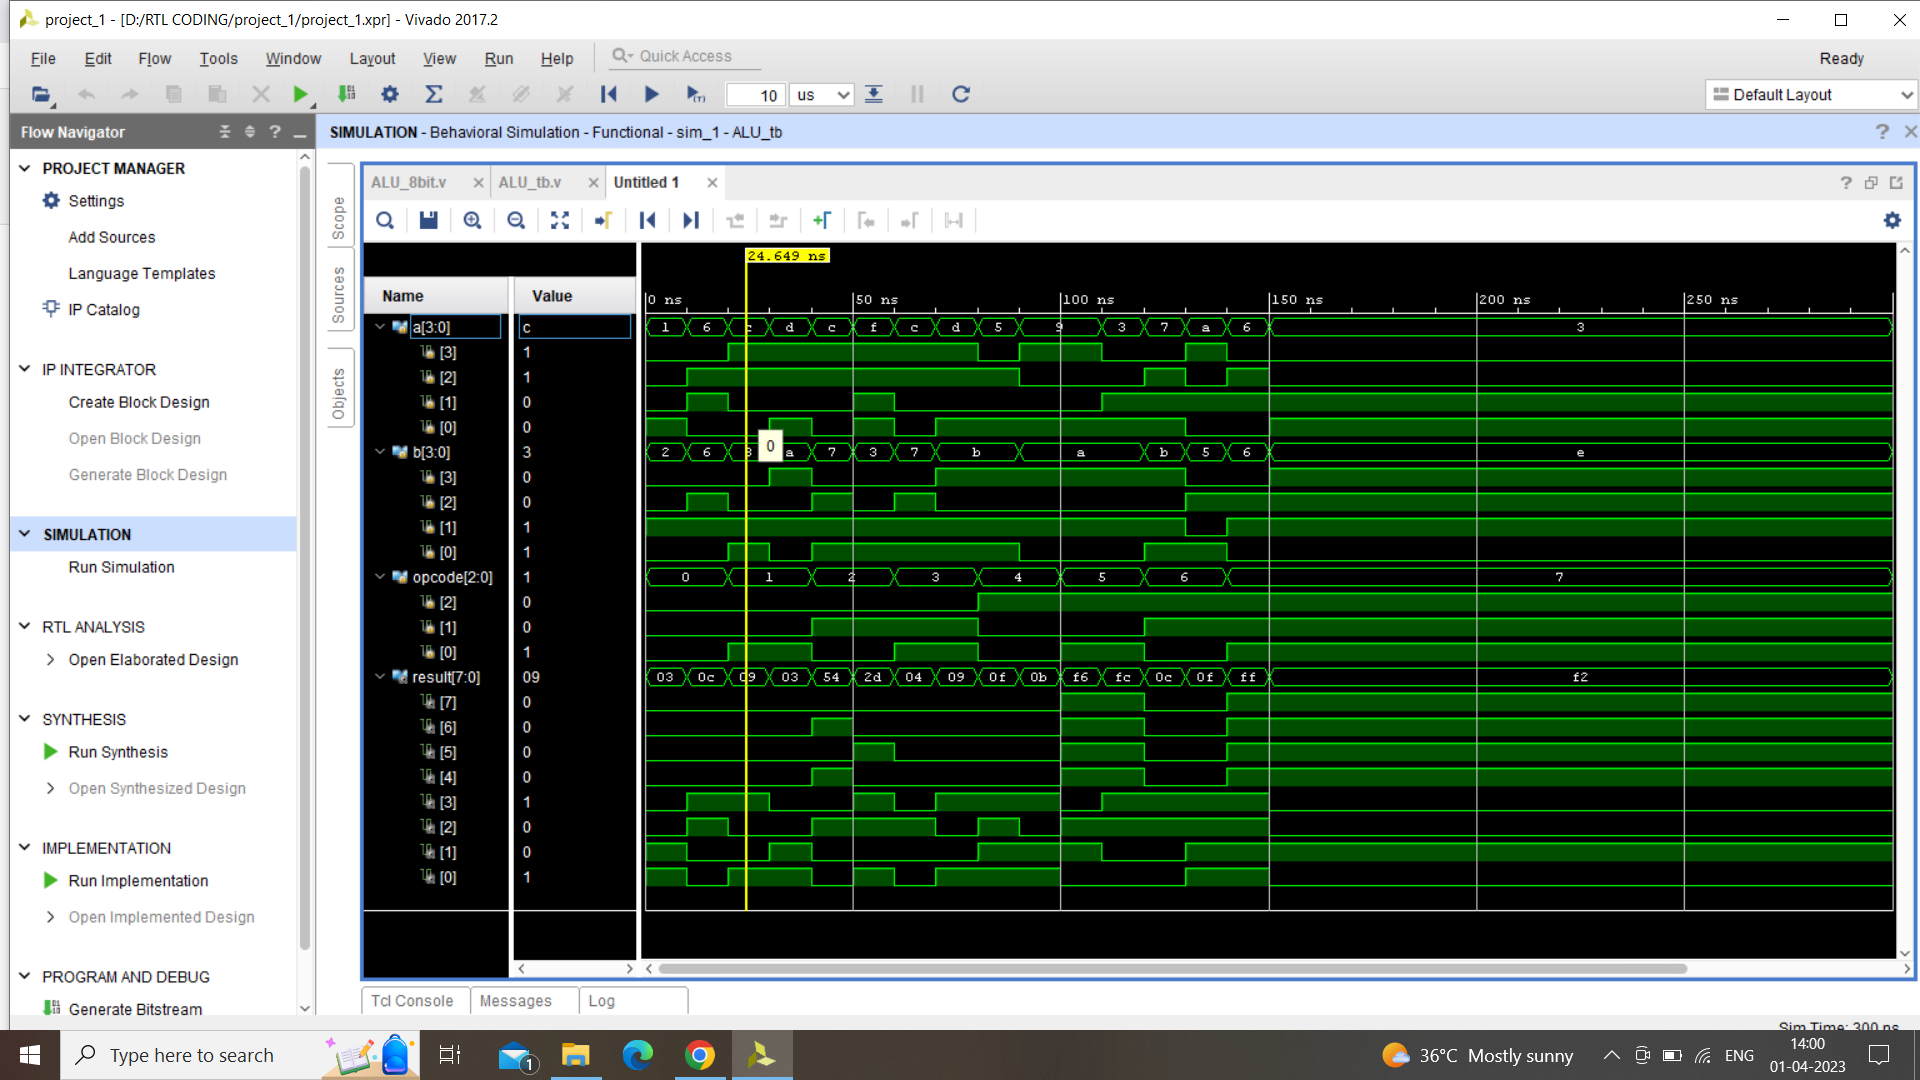 project_1 - [D:/RTL CODING/project_1/project_1.xpr] - Vivado 2017.2
File Edit Flow Tools Window Layout View Run Help Quick Access Ready
10 us Default Layout
Flow Navigator
SIMULATION - Behavioral Simulation - Functional - sim_1 - ALU_tb
PROJECT MANAGER
Settings
Add Sources
Language Templates
IP Catalog
IP INTEGRATOR
Create Block Design
Open Block Design
Generate Block Design
SIMULATION
Run Simulation
RTL ANALYSIS
Open Elaborated Design
SYNTHESIS
Run Synthesis
Open Synthesized Design
IMPLEMENTATION
Run Implementation
Open Implemented Design
PROGRAM AND DEBUG
Generate Bitstream
Scope
Sources
Objects
ALU_8bit.v ALU_tb.v Untitled 1
24.649 ns
Name Value
0 ns 50 ns 100 ns 150 ns 200 ns 250 ns
a[3:0] c 1 6 c d c f c d 5 9 3 7 a 6 3
[3] 1
[2] 1
[1] 0
[0] 0
0
b[3:0] 3 2 6 3 a 7 3 7 b a b 5 6 e
[3] 0
[2] 0
[1] 1
[0] 1
opcode[2:0] 1 0 1 2 3 4 5 6 7
[2] 0
[1] 0
[0] 1
result[7:0] 09 03 0c 09 03 54 2d 04 09 0f 0b f6 fc 0c 0f ff f2
[7] 0
[6] 0
[5] 0
[4] 0
[3] 1
[2] 0
[1] 0
[0] 1
Tcl Console Messages Log
Sim Time: 300 ns
Type here to search
1
36°C Mostly sunny
ENG
14:00
01-04-2023